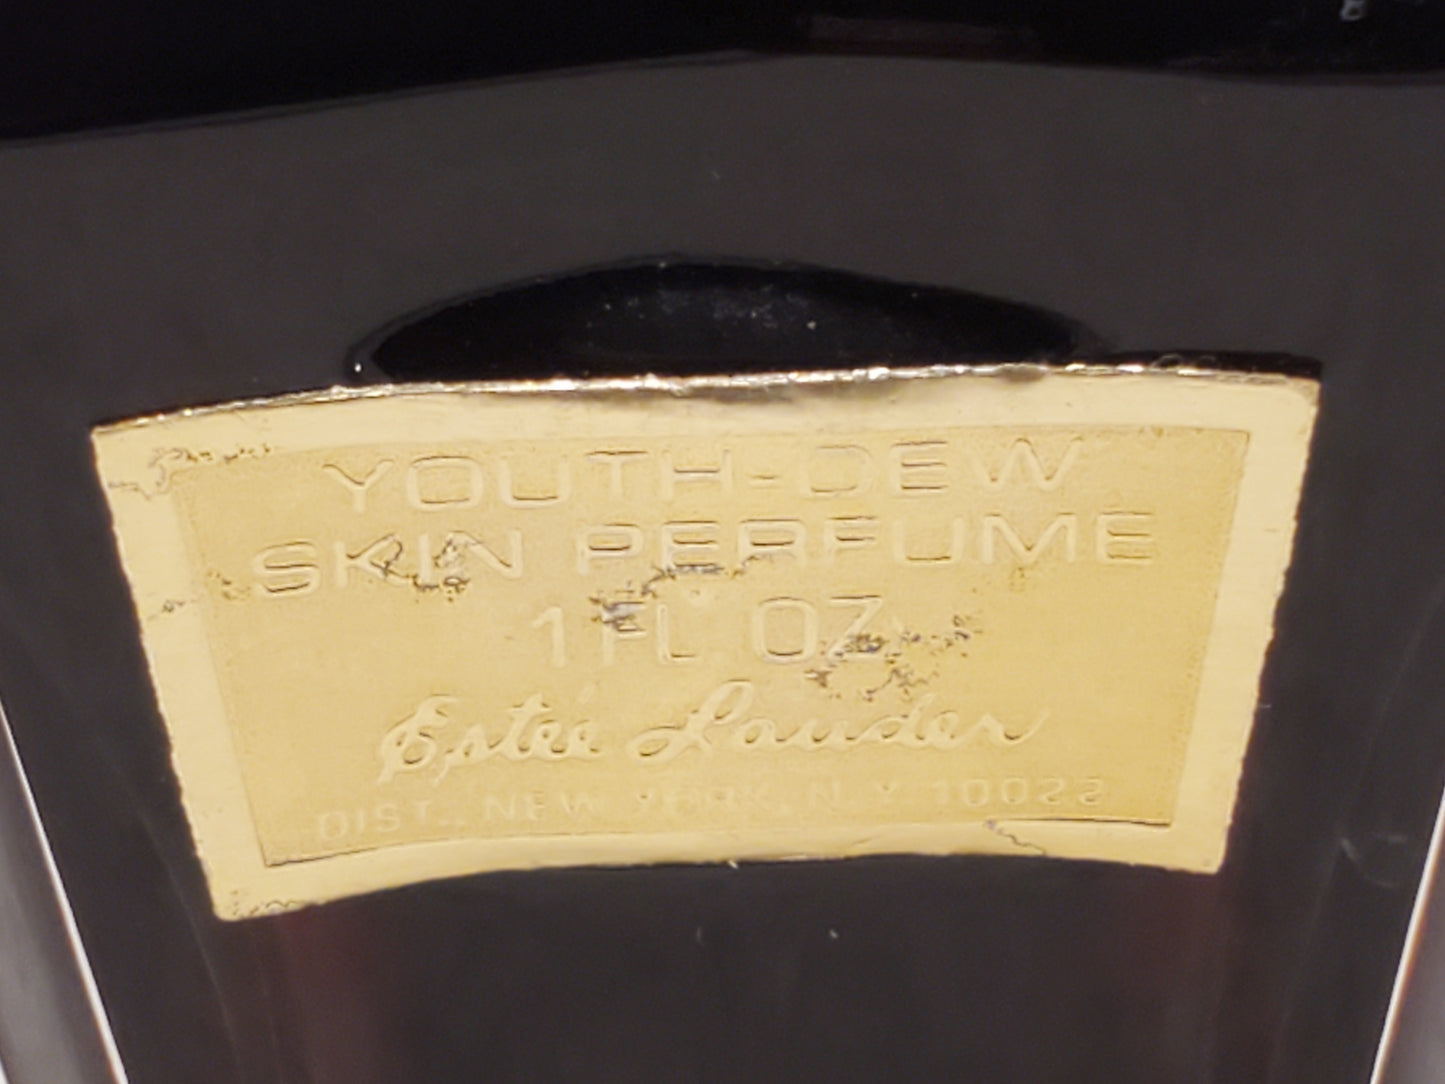 YOUTH-DEW
SKIN PERFUME
1 FL OZ
Estée Lauder
DIST., NEW YORK, N.Y. 10022